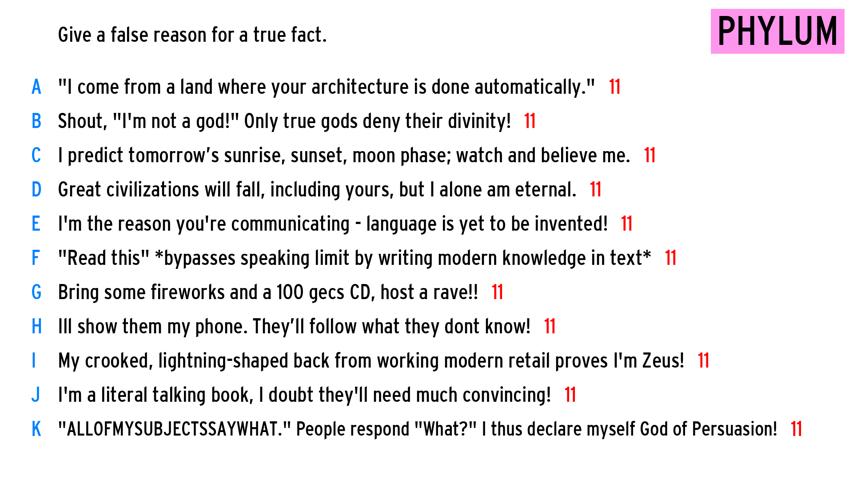 Give a false reason for a true fact.
PHYLUM
A "I come from a land where your architecture is done automatically." 11
B Shout, "I'm not a god!" Only true gods deny their divinity! 11
C I predict tomorrow's sunrise, sunset, moon phase; watch and believe me. 11
D Great civilizations will fall, including yours, but I alone am eternal. 11
E I'm the reason you're communicating - language is yet to be invented! 11
F "Read this" *bypasses speaking limit by writing modern knowledge in text* 11
G Bring some fireworks and a 100 gecs CD, host a rave!! 11
H Ill show them my phone. They'll follow what they dont know! 11
I My crooked, lightning-shaped back from working modern retail proves I'm Zeus! 11
J I'm a literal talking book, I doubt they'll need much convincing! 11
K "ALLOFMYSUBJECTSSAYWHAT." People respond "What?" I thus declare myself God of Persuasion! 11